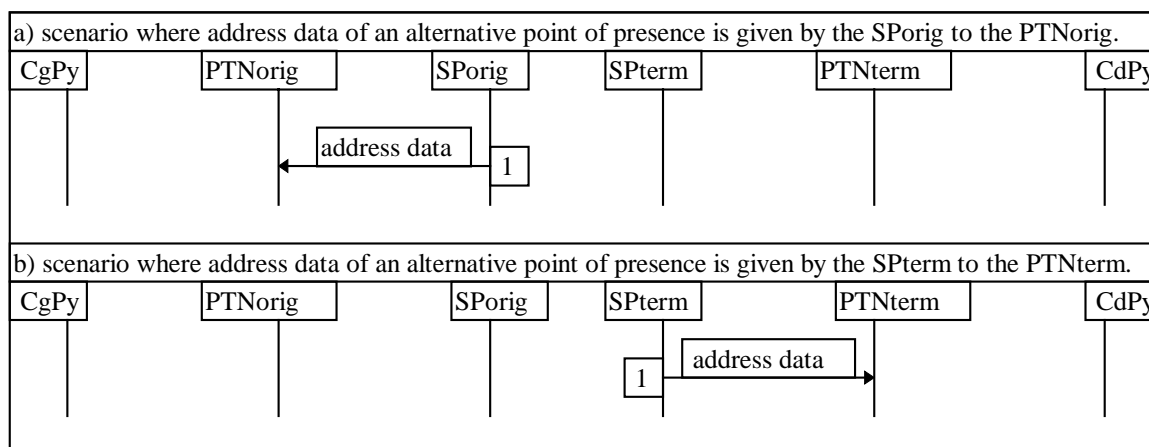 a) scenario where address data of an alternative point of presence is given by the SPorig to the PTNorig.
CgPy PTNorig SPorig SPterm PTNterm CdPy
address data
1
b) scenario where address data of an alternative point of presence is given by the SPterm to the PTNterm.
CgPy PTNorig SPorig SPterm PTNterm CdPy
1 address data